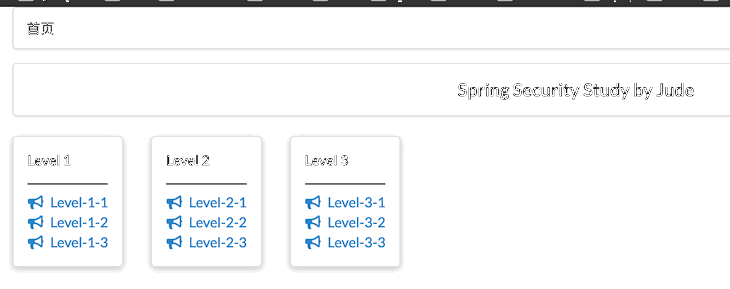 首页
Spring Security Study by Jude
Level 1
Level-1-1
Level-1-2
Level-1-3
Level 2
Level-2-1
Level-2-2
Level-2-3
Level 3
Level-3-1
Level-3-2
Level-3-3